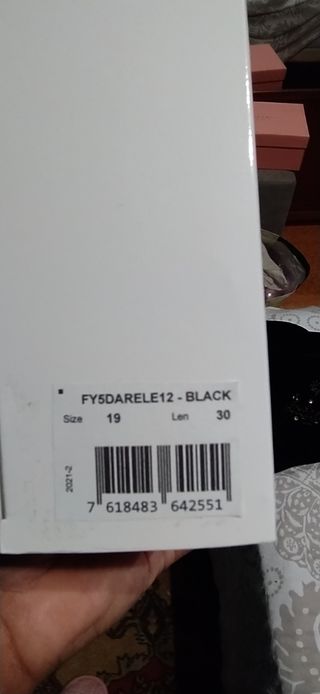 FY5DARELE12 - BLACK
Size 19 Len 30
2021-2
7 618483 642551